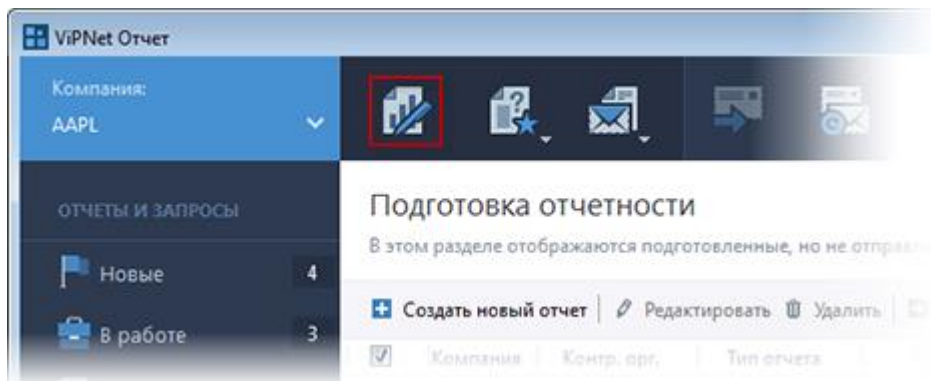 ViPNet Отчет
Компания:
AAPL
ОТЧЕТЫ И ЗАПРОСЫ
Новые 4
В работе 3
Подготовка отчетности
В этом разделе отображаются подготовленные, но не
Создать новый отчет Редактировать Удалить
Компания Контр. орг. Тип отчета